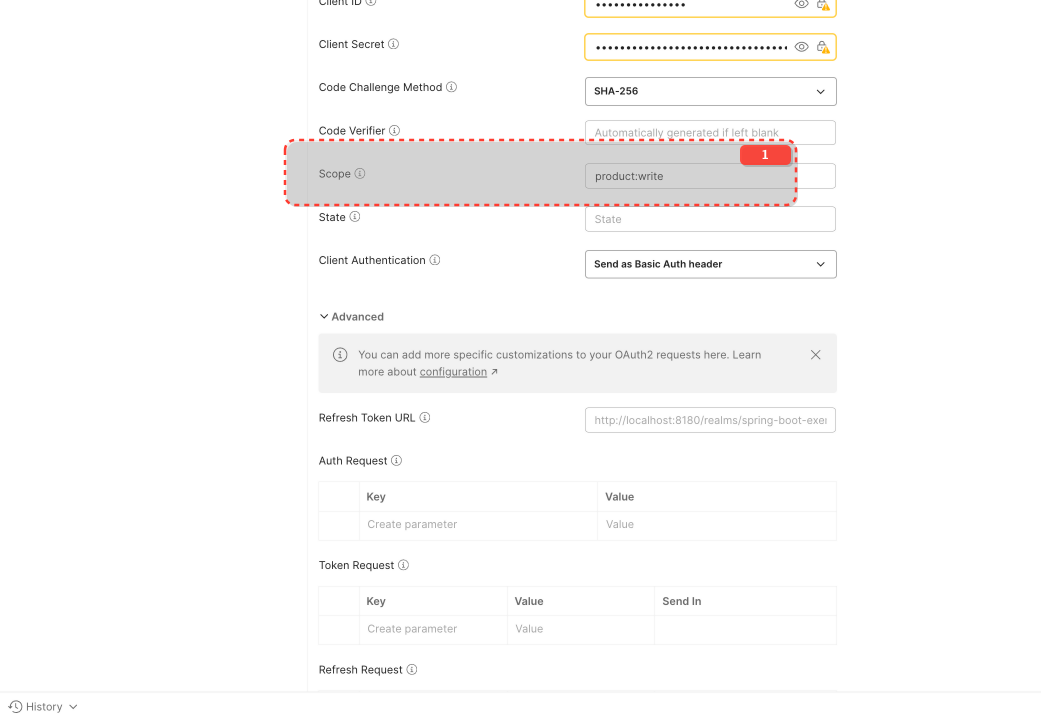 Client ID
Client Secret
Code Challenge Method
SHA-256
Code Verifier
Automatically generated if left blank
1
Scope
product:write
State
State
Client Authentication
Send as Basic Auth header
Advanced
You can add more specific customizations to your OAuth2 requests here. Learn
more about configuration ↗
Refresh Token URL
http://localhost:8180/realms/spring-boot-exer
Auth Request
Key Value
Create parameter Value
Token Request
Key Value Send In
Create parameter Value
Refresh Request
History